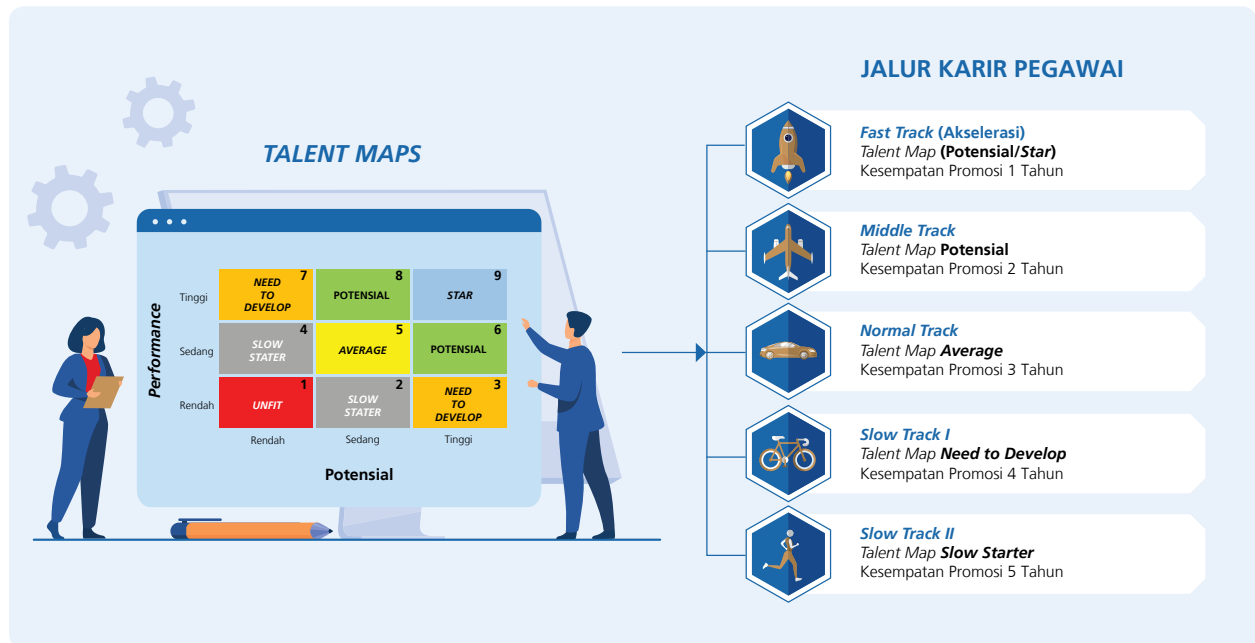 JALUR KARIR PEGAWAI
TALENT MAPS
Performance
Tinggi
7
NEED
TO
DEVELOP
8
POTENSIAL
9
STAR
Sedang
4
SLOW
STATER
5
AVERAGE
6
POTENSIAL
Rendah
1
UNFIT
2
SLOW
STATER
3
NEED
TO
DEVELOP
Rendah
Sedang
Tinggi
Potensial
Fast Track (Akselerasi)
Talent Map (Potensial/Star)
Kesempatan Promosi 1 Tahun
Middle Track
Talent Map Potensial
Kesempatan Promosi 2 Tahun
Normal Track
Talent Map Average
Kesempatan Promosi 3 Tahun
Slow Track I
Talent Map Need to Develop
Kesempatan Promosi 4 Tahun
Slow Track II
Talent Map Slow Starter
Kesempatan Promosi 5 Tahun